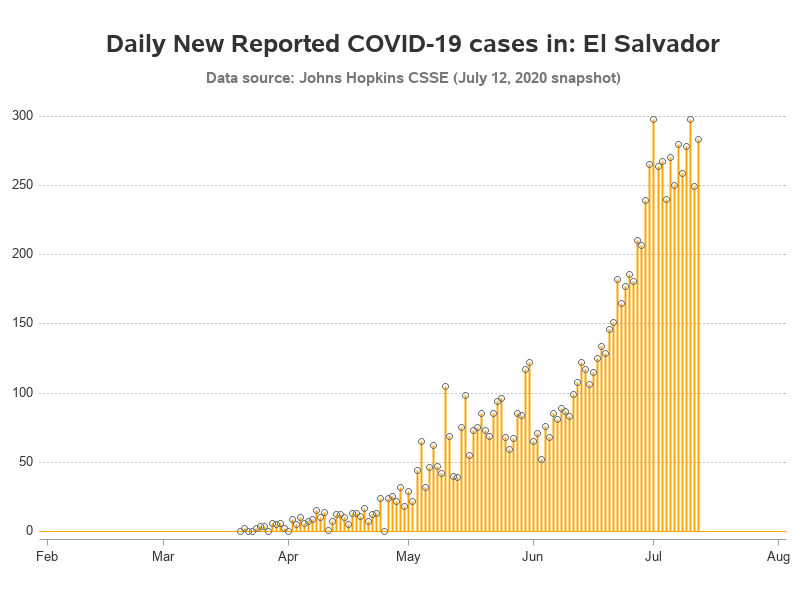 Daily New Reported COVID-19 cases in: El Salvador
Data source: Johns Hopkins CSSE (July 12, 2020 snapshot)
300
250
200
150
100
50
0
Feb Mar Apr May Jun Jul Aug